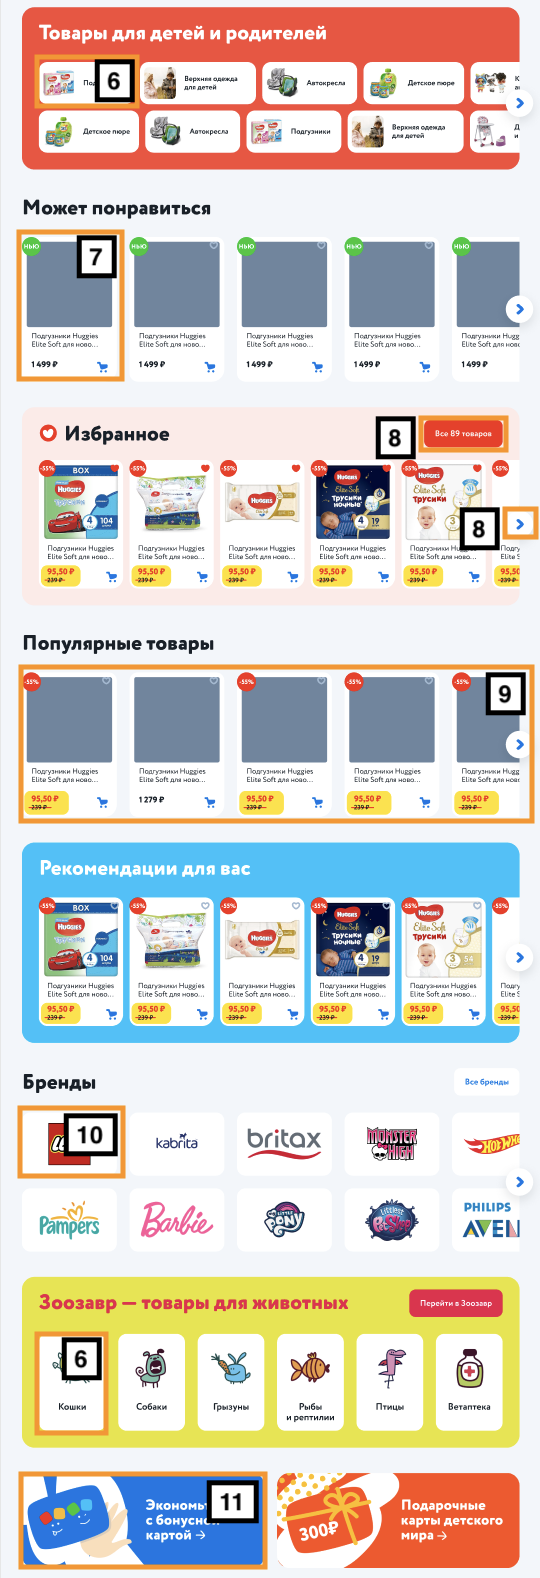 Товары для детей и родителей
6
Верхняя одежда
для детей
Автокресла
Детское пюре
Детское пюре
Автокресла
Подгузники
Верхняя одежда
для детей
Может понравиться
НЬЮ
7
НЬЮ
НЬЮ
НЬЮ
НЬЮ
Подгузники Huggies
Elite Soft для ново...
1 499 ₽
Подгузники Huggies
Elite Soft для ново...
1 499 ₽
Подгузники Huggies
Elite Soft для ново...
1 499 ₽
Подгузники Huggies
Elite Soft для ново...
1 499 ₽
Подгузники Huggies
Elite Soft для ново...
1 499 ₽
Избранное
8
Все 89 товаров
-55%
-55%
-55%
-55%
-55%
-55%
BOX
HUGGIES
4
104
HUGGIES
HUGGIES
Elite Soft
Трусики
ночные
4
19
HUGGIES
Elite Soft
Трусики
3
8
Подгузники Huggies
Elite Soft для ново...
95,50 ₽
239 ₽
Подгузники Huggies
Elite Soft для ново...
95,50 ₽
239 ₽
Подгузники Huggies
Elite Soft для ново...
95,50 ₽
239 ₽
Подгузники Huggies
Elite Soft для ново...
95,50 ₽
239 ₽
Подгузники Huggies
Elite Soft для ново...
95,50 ₽
239 ₽
Подгу
Elite S
95,50
239 ₽
Популярные товары
-55%
-55%
-55%
-55%
9
Подгузники Huggies
Elite Soft для ново...
95,50 ₽
239 ₽
Подгузники Huggies
Elite Soft для ново...
1 279 ₽
Подгузники Huggies
Elite Soft для ново...
95,50 ₽
239 ₽
Подгузники Huggies
Elite Soft для ново...
95,50 ₽
239 ₽
Подгузники Huggies
Elite Soft для ново...
95,50 ₽
239 ₽
Рекомендации для вас
-55%
-55%
-55%
-55%
-55%
-55%
BOX
HUGGIES
4
104
HUGGIES
HUGGIES
Elite Soft
Трусики
ночные
4
19
HUGGIES
Elite Soft
Трусики
3
54
Подгузники Huggies
Elite Soft для ново...
95,50 ₽
239 ₽
Подгузники Huggies
Elite Soft для ново...
95,50 ₽
239 ₽
Подгузники Huggies
Elite Soft для ново...
95,50 ₽
239 ₽
Подгузники Huggies
Elite Soft для ново...
95,50 ₽
239 ₽
Подгузники Huggies
Elite Soft для ново...
95,50 ₽
239 ₽
Подгу
Elite S
95,50
239 ₽
Бренды
Все бренды
10
kabrita
britax
MONSTER
HIGH
HOT WHE
Pampers
Barbie
MY LITTLE
PONY
Littlest
Pet Shop
PHILIPS
AVEN
Зоозавр — товары для животных
Перейти в Зоозавр
6
Кошки
Собаки
Грызуны
Рыбы
и рептилии
Птицы
Ветаптека
11
с бонусной
картой →
300₽
Подарочные
карты детского
мира →